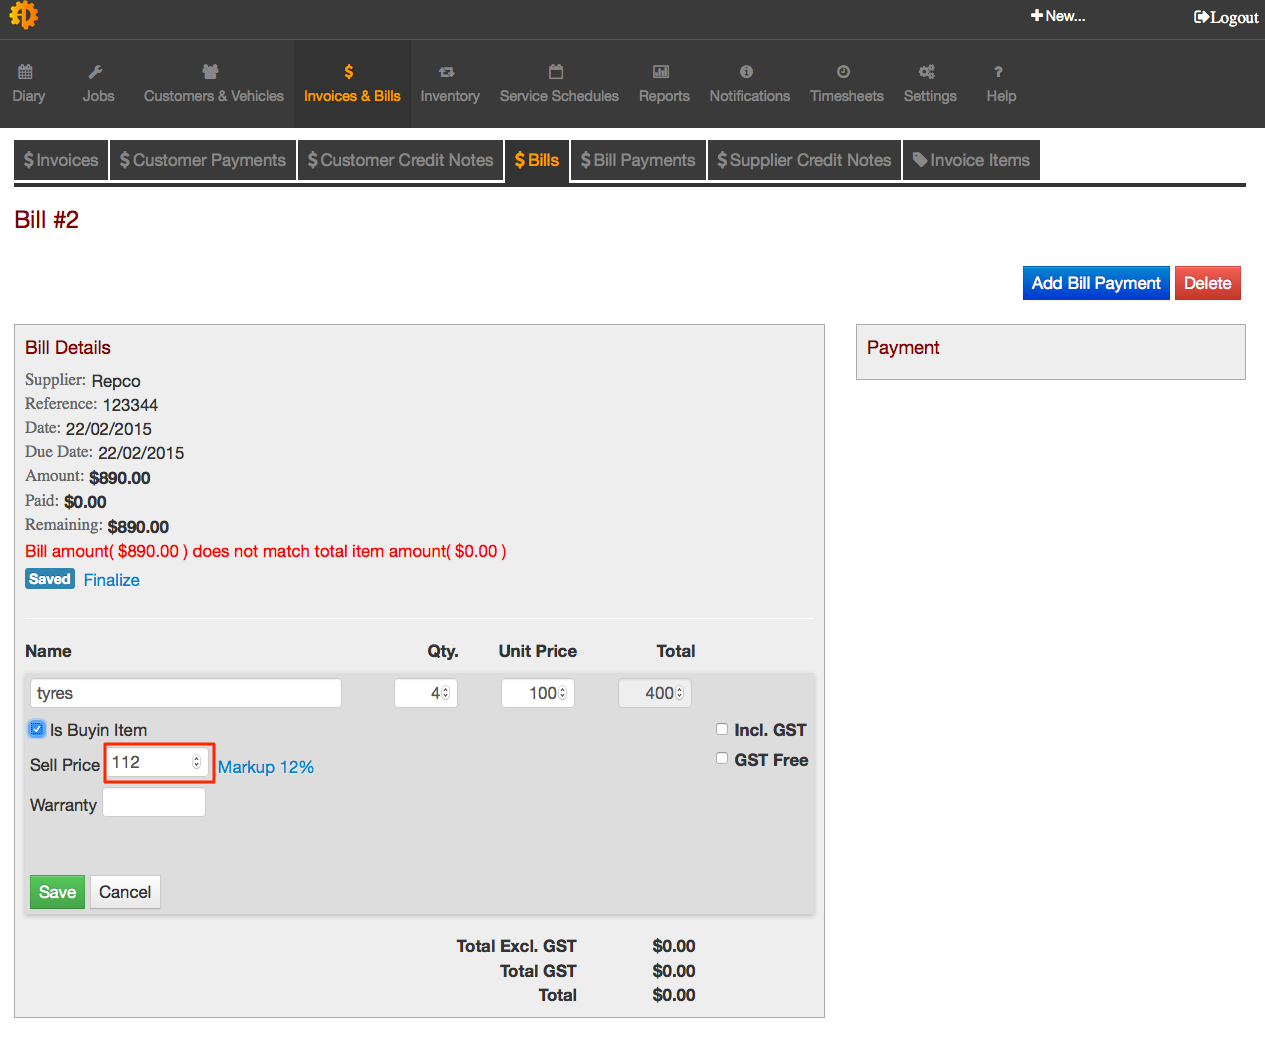 New...
Logout
Diary
Jobs
Customers & Vehicles
Invoices & Bills
Inventory
Service Schedules
Reports
Notifications
Timesheets
Settings
Help
$Invoices
$Customer Payments
$Customer Credit Notes
$Bills
$Bill Payments
$Supplier Credit Notes
Invoice Items
Bill #2
Add Bill Payment
Delete
Bill Details
Supplier: Repco
Reference: 123344
Date: 22/02/2015
Due Date: 22/02/2015
Amount: $890.00
Paid: $0.00
Remaining: $890.00
Bill amount( $890.00 ) does not match total item amount( $0.00 )
Saved Finalize
Payment
Name Qty. Unit Price Total
tyres 4 100 400
Is Buyin Item
Incl. GST
Sell Price 112 Markup 12%
GST Free
Warranty
Save Cancel
Total Excl. GST $0.00
Total GST $0.00
Total $0.00